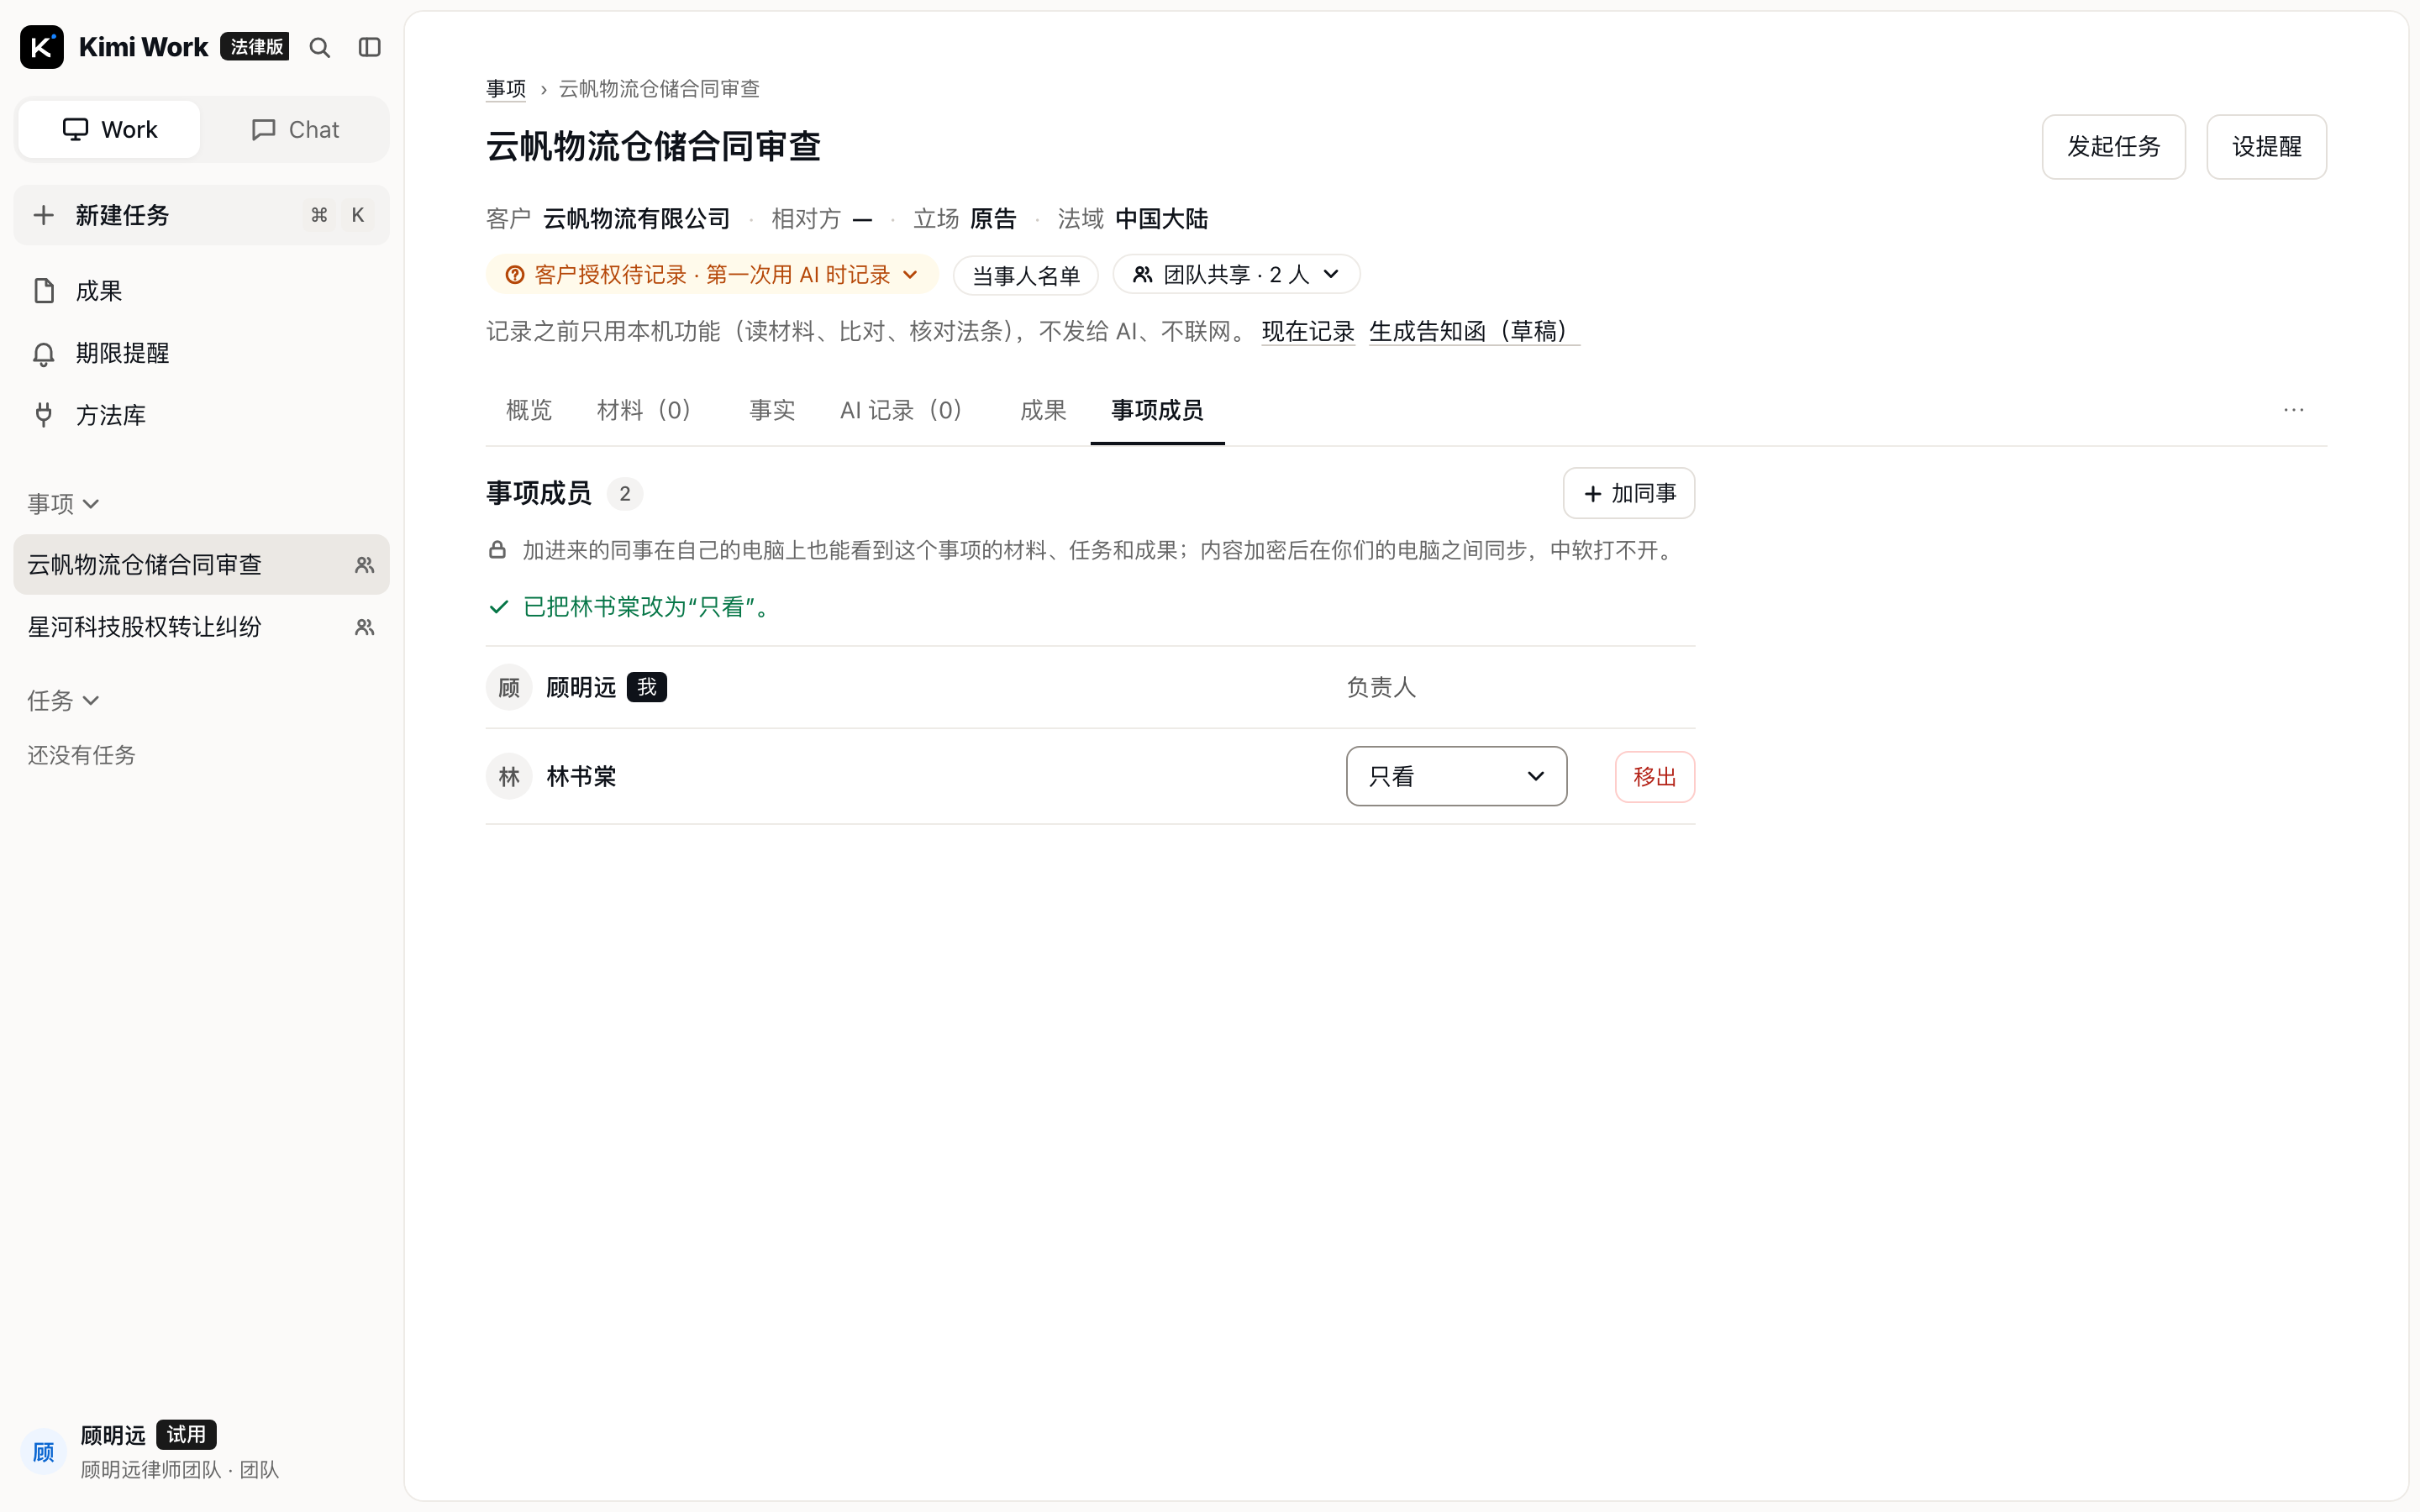 Kimi Work 法律版
Work Chat
新建任务 ⌘ K
成果
期限提醒
方法库
事项
云帆物流仓储合同审查
星河科技股权转让纠纷
任务
还没有任务
顾 顾明远 试用
顾明远律师团队 · 团队
事项 › 云帆物流仓储合同审查
云帆物流仓储合同审查
发起任务 设提醒
客户 云帆物流有限公司 · 相对方 — · 立场 原告 · 法域 中国大陆
客户授权待记录 · 第一次用 AI 时记录 当事人名单 团队共享 · 2 人
记录之前只用本机功能（读材料、比对、核对法条），不发给 AI、不联网。 现在记录 生成告知函（草稿）
概览 材料（0） 事实 AI 记录（0） 成果 事项成员 ···
事项成员 2 + 加同事
加进来的同事在自己的电脑上也能看到这个事项的材料、任务和成果；内容加密后在你们的电脑之间同步，中软打不开。
已把林书棠改为“只看”。
顾 顾明远 我 负责人
林 林书棠 只看 移出